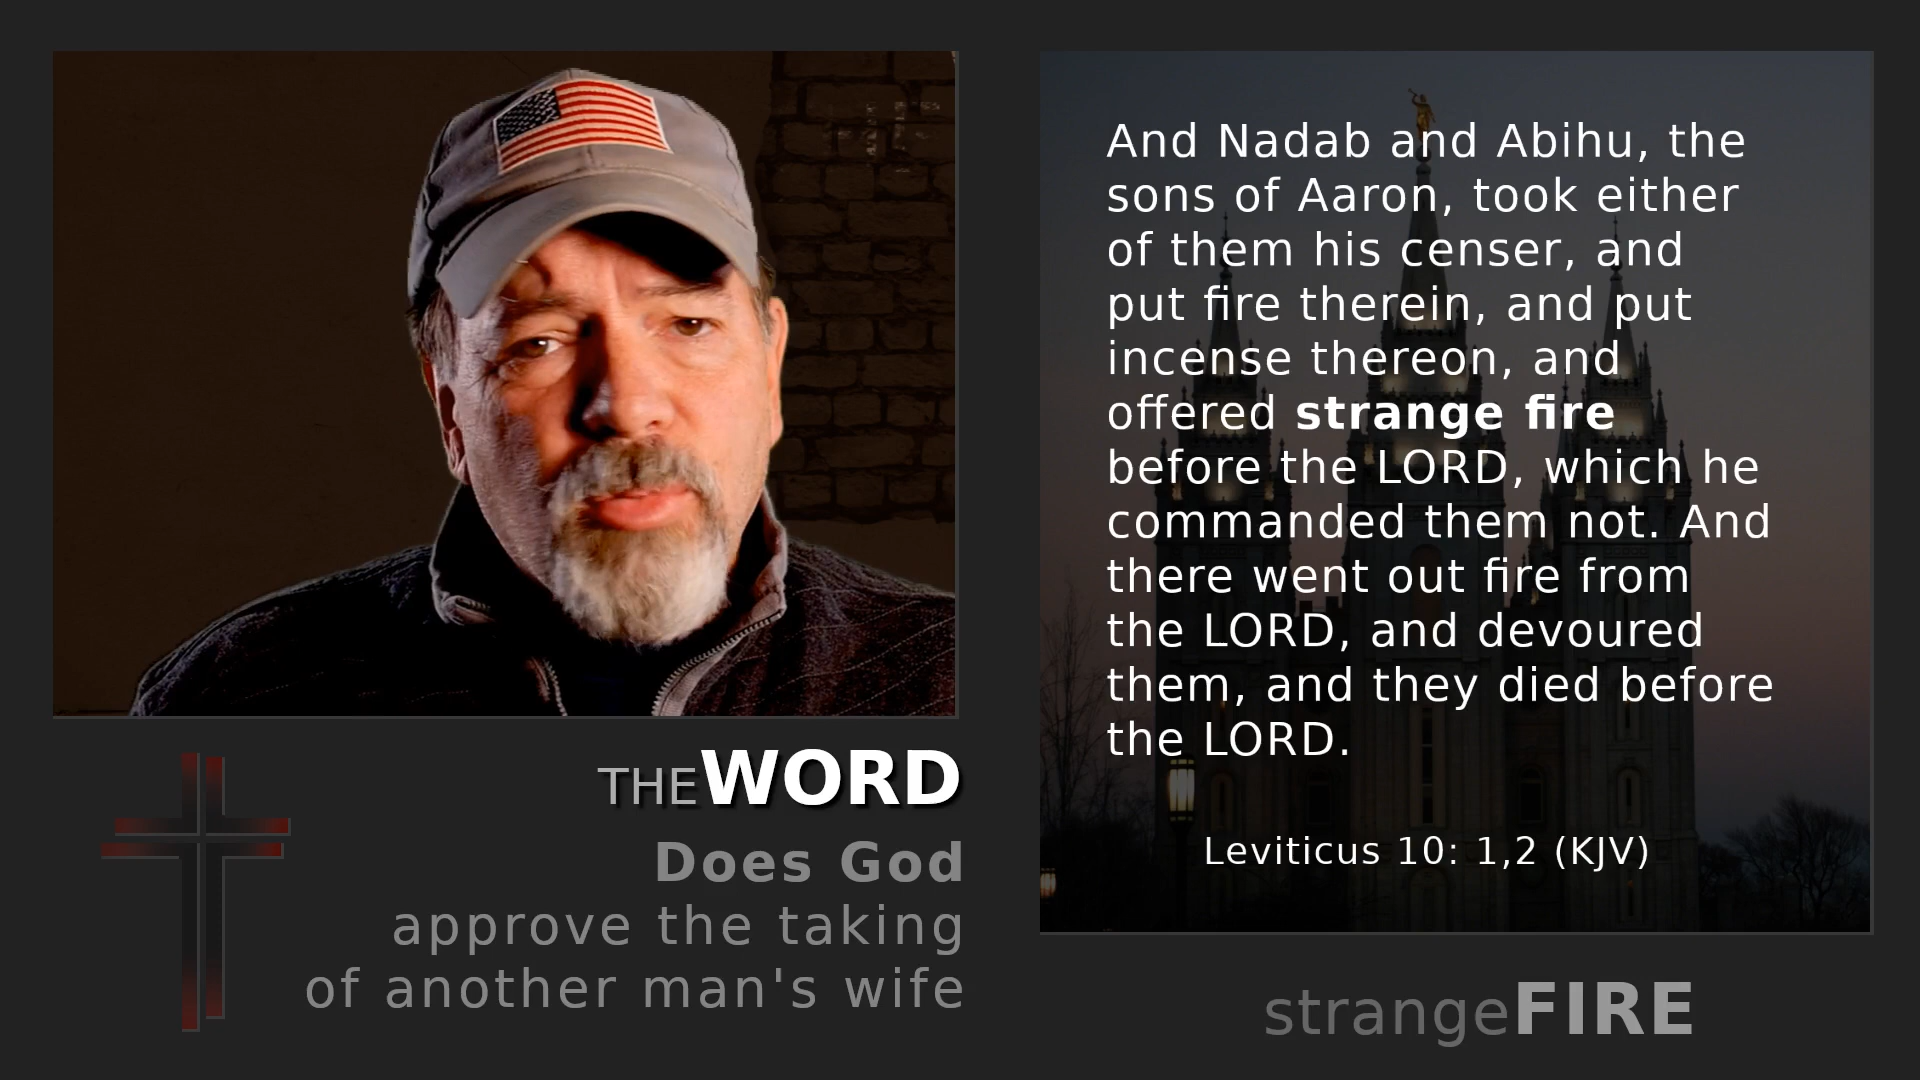 THEWORD
Does God
approve the taking
of another man's wife
And Nadab and Abihu, the
sons of Aaron, took either
of them his censer, and
put fire therein, and put
incense thereon, and
offered strange fire
before the LORD, which he
commanded them not. And
there went out fire from
the LORD, and devoured
them, and they died before
the LORD.
Leviticus 10: 1,2 (KJV)
strangeFIRE